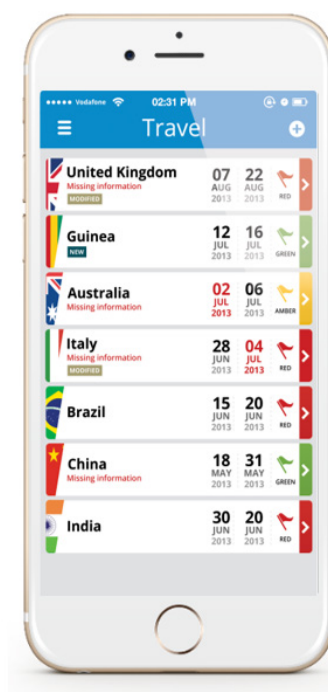 Vodafone
02:31 PM
Travel
United Kingdom
Missing information
MODIFIED
07 22
AUG AUG
2013 2013
RED
Guinea
NEW
12 16
JUL JUL
2013 2013
GREEN
Australia
Missing information
02 06
JUL JUL
2013 2013
AMBER
Italy
Missing information
MODIFIED
28 04
JUN JUL
2013 2013
RED
Brazil
15 20
JUN JUN
2013 2013
RED
China
Missing information
18 31
MAY MAY
2013 2013
GREEN
India
30 20
JUN JUN
2013 2013
RED